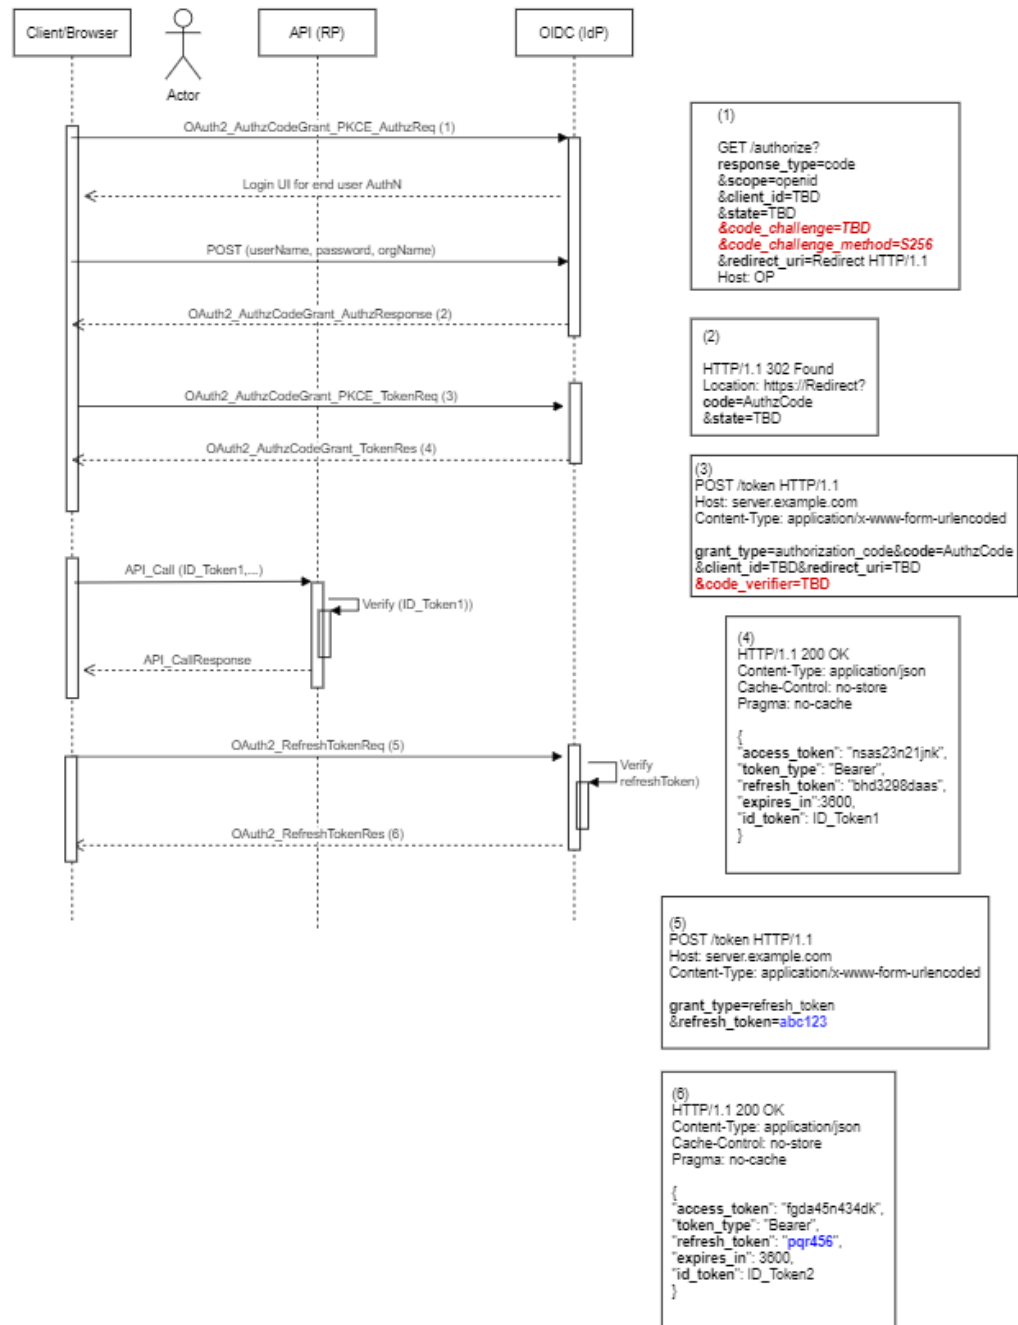 Client/Browser
Actor
API (RP)
OIDC (IdP)
OAuth2_AuthzCodeGrant_PKCE_AuthzReq (1)
Login UI for end user AuthN
POST (userName, password, orgName)
OAuth2_AuthzCodeGrant_AuthzResponse (2)
OAuth2_AuthzCodeGrant_PKCE_TokenReq (3)
OAuth2_AuthzCodeGrant_TokenRes (4)
API_Call (ID_Token1,...)
Verify (ID_Token1))
API_CallResponse
OAuth2_RefreshTokenReq (5)
Verify
refreshToken)
OAuth2_RefreshTokenRes (6)
(1)
GET /authorize?
response_type=code
&scope=openid
&client_id=TBD
&state=TBD
&code_challenge=TBD
&code_challenge_method=S256
&redirect_uri=Redirect HTTP/1.1
Host: OP
(2)
HTTP/1.1 302 Found
Location: https://Redirect?
code=AuthzCode
&state=TBD
(3)
POST /token HTTP/1.1
Host: server.example.com
Content-Type: application/x-www-form-urlencoded
grant_type=authorization_code&code=AuthzCode
&client_id=TBD&redirect_uri=TBD
&code_verifier=TBD
(4)
HTTP/1.1 200 OK
Content-Type: application/json
Cache-Control: no-store
Pragma: no-cache
{
"access_token": "nsas23n21jnk",
"token_type": "Bearer",
"refresh_token": "bhd3298daas",
"expires_in":3600,
"id_token": ID_Token1
}
(5)
POST /token HTTP/1.1
Host: server.example.com
Content-Type: application/x-www-form-urlencoded
grant_type=refresh_token
&refresh_token=abc123
(6)
HTTP/1.1 200 OK
Content-Type: application/json
Cache-Control: no-store
Pragma: no-cache
{
"access_token": "fgda45n434dk",
"token_type": "Bearer",
"refresh_token": "pqr456",
"expires_in": 3600,
"id_token": ID_Token2
}